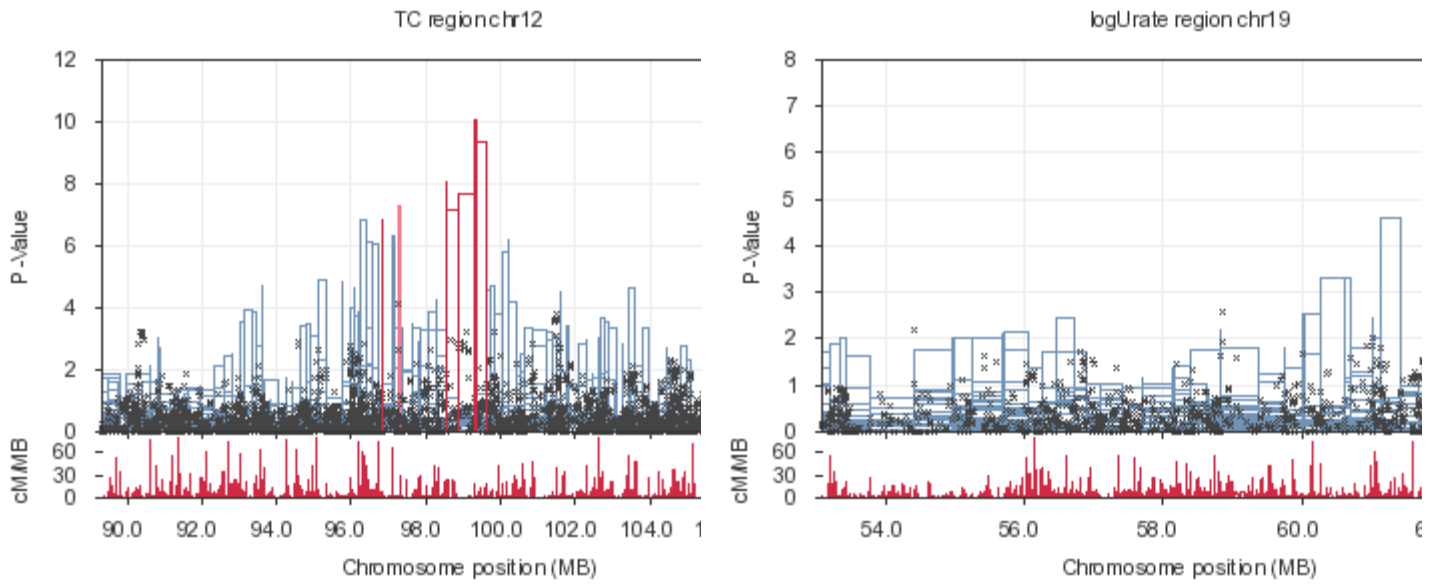 TC region chr12
12
10
8
6
4
2
0
P-Value
60
30
0
cM/MB
90.0 92.0 94.0 96.0 98.0 100.0 102.0 104.0 1
Chromosome position (MB)
logUrate region chr19
8
7
6
5
4
3
2
1
0
P-Value
60
30
0
cM/MB
54.0 56.0 58.0 60.0 6
Chromosome position (MB)